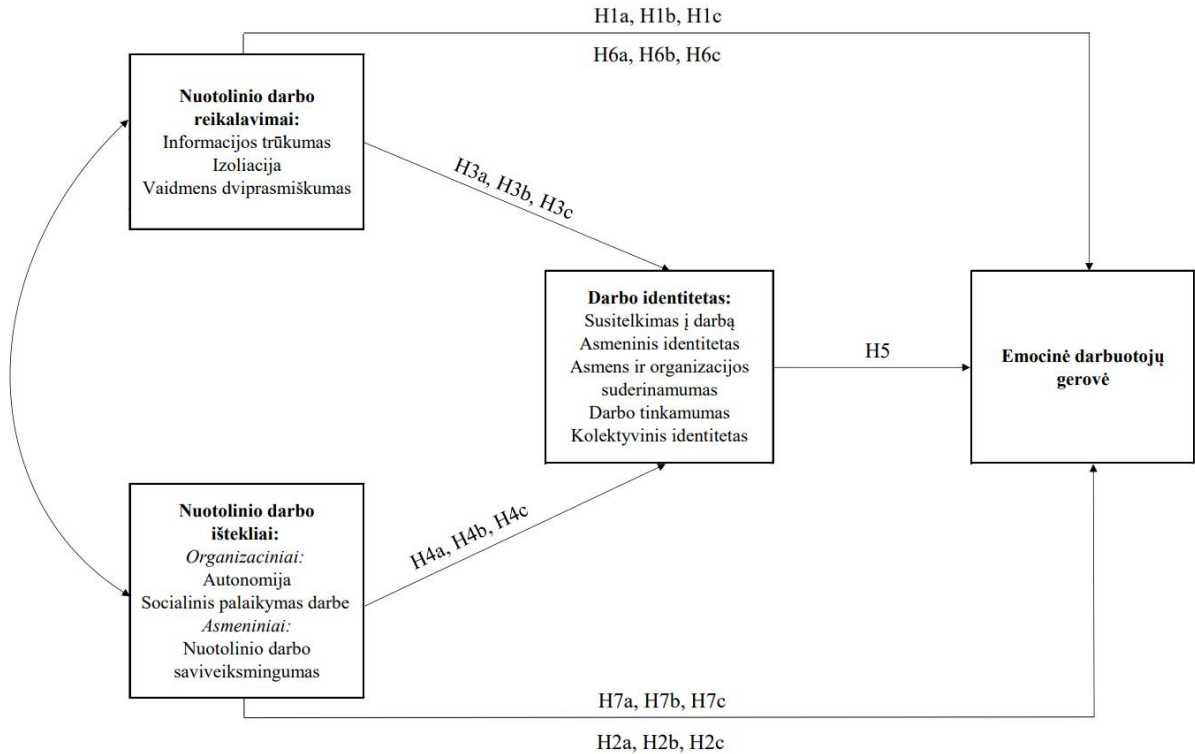 H1a, H1b, H1c
H6a, H6b, H6c
Nuotolinio darbo
reikalavimai:
Informacijos trūkumas
Izoliacija
Vaidmens dviprasmiškumas
H3a, H3b, H3c
Darbo identitetas:
Susitelkimas į darbą
Asmeninis identitetas
Asmens ir organizacijos
suderinamumas
Darbo tinkamumas
Kolektyvinis identitetas
H5
Emocinė darbuotojų
gerovė
Nuotolinio darbo
ištekliai:
Organizaciniai:
Autonomija
Socialinis palaikymas darbe
Asmeniniai:
Nuotolinio darbo
saviveiksmingumas
H4a, H4b, H4c
H7a, H7b, H7c
H2a, H2b, H2c